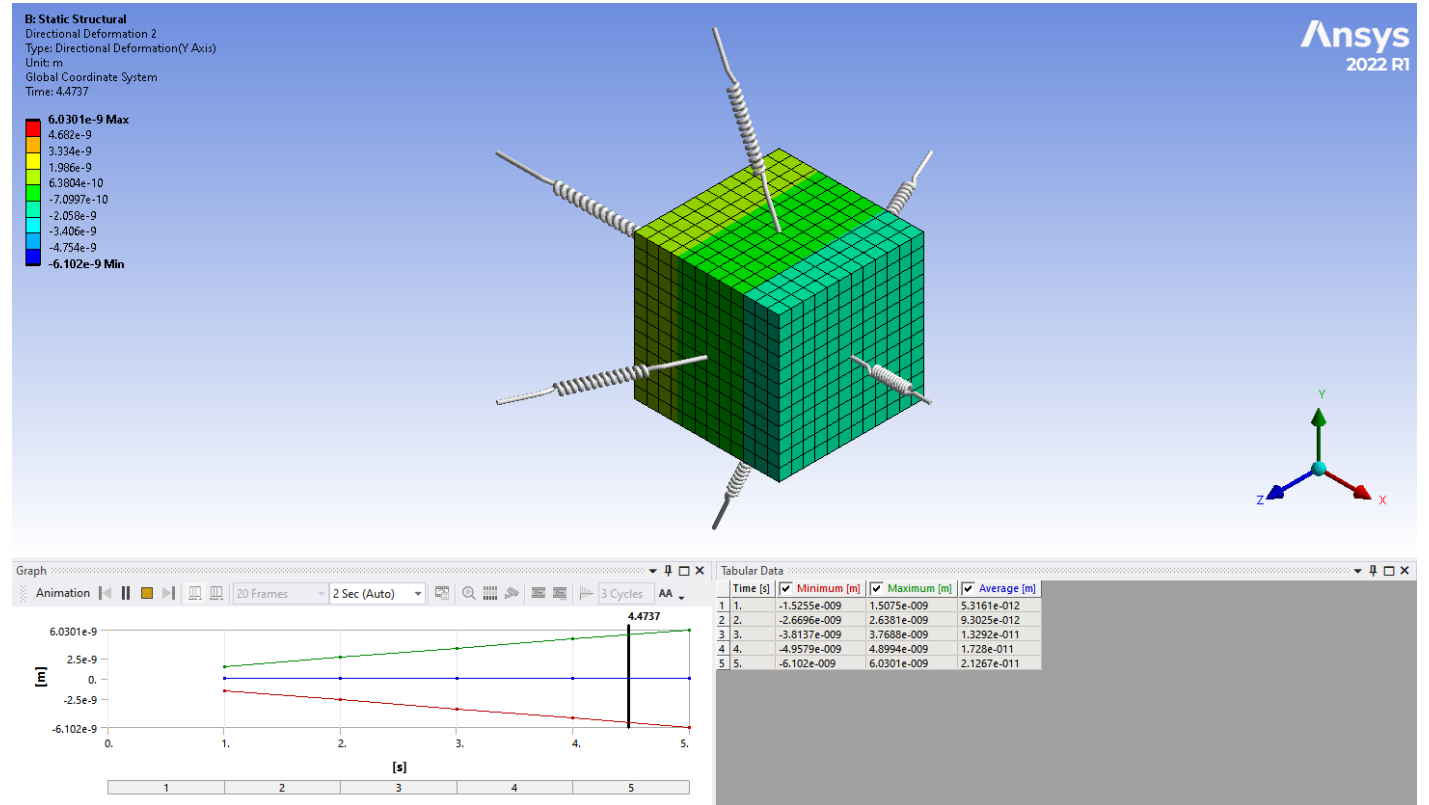 B: Static Structural
Directional Deformation 2
Type: Directional Deformation(Y Axis)
Unit: m
Global Coordinate System
Time: 4.4737
6.0301e-9 Max
4.682e-9
3.334e-9
1.986e-9
6.3804e-10
-7.0997e-10
-2.058e-9
-3.406e-9
-4.754e-9
-6.102e-9 Min
Ansys
2022 R1
Y
Z
X
Graph
Animation
20 Frames
2 Sec (Auto)
3 Cycles
AA
4.4737
6.0301e-9
2.5e-9
0.
-2.5e-9
-6.102e-9
[m]
0. 1. 2. 3. 4. 5.
[s]
1 2 3 4 5
Tabular Data
Time [s] Minimum [m] Maximum [m] Average [m]
1 1. -1.5255e-009 1.5075e-009 5.3161e-012
2 2. -2.6696e-009 2.6381e-009 9.3025e-012
3 3. -3.8137e-009 3.7688e-009 1.3292e-011
4 4. -4.9579e-009 4.8994e-009 1.728e-011
5 5. -6.102e-009 6.0301e-009 2.1267e-011